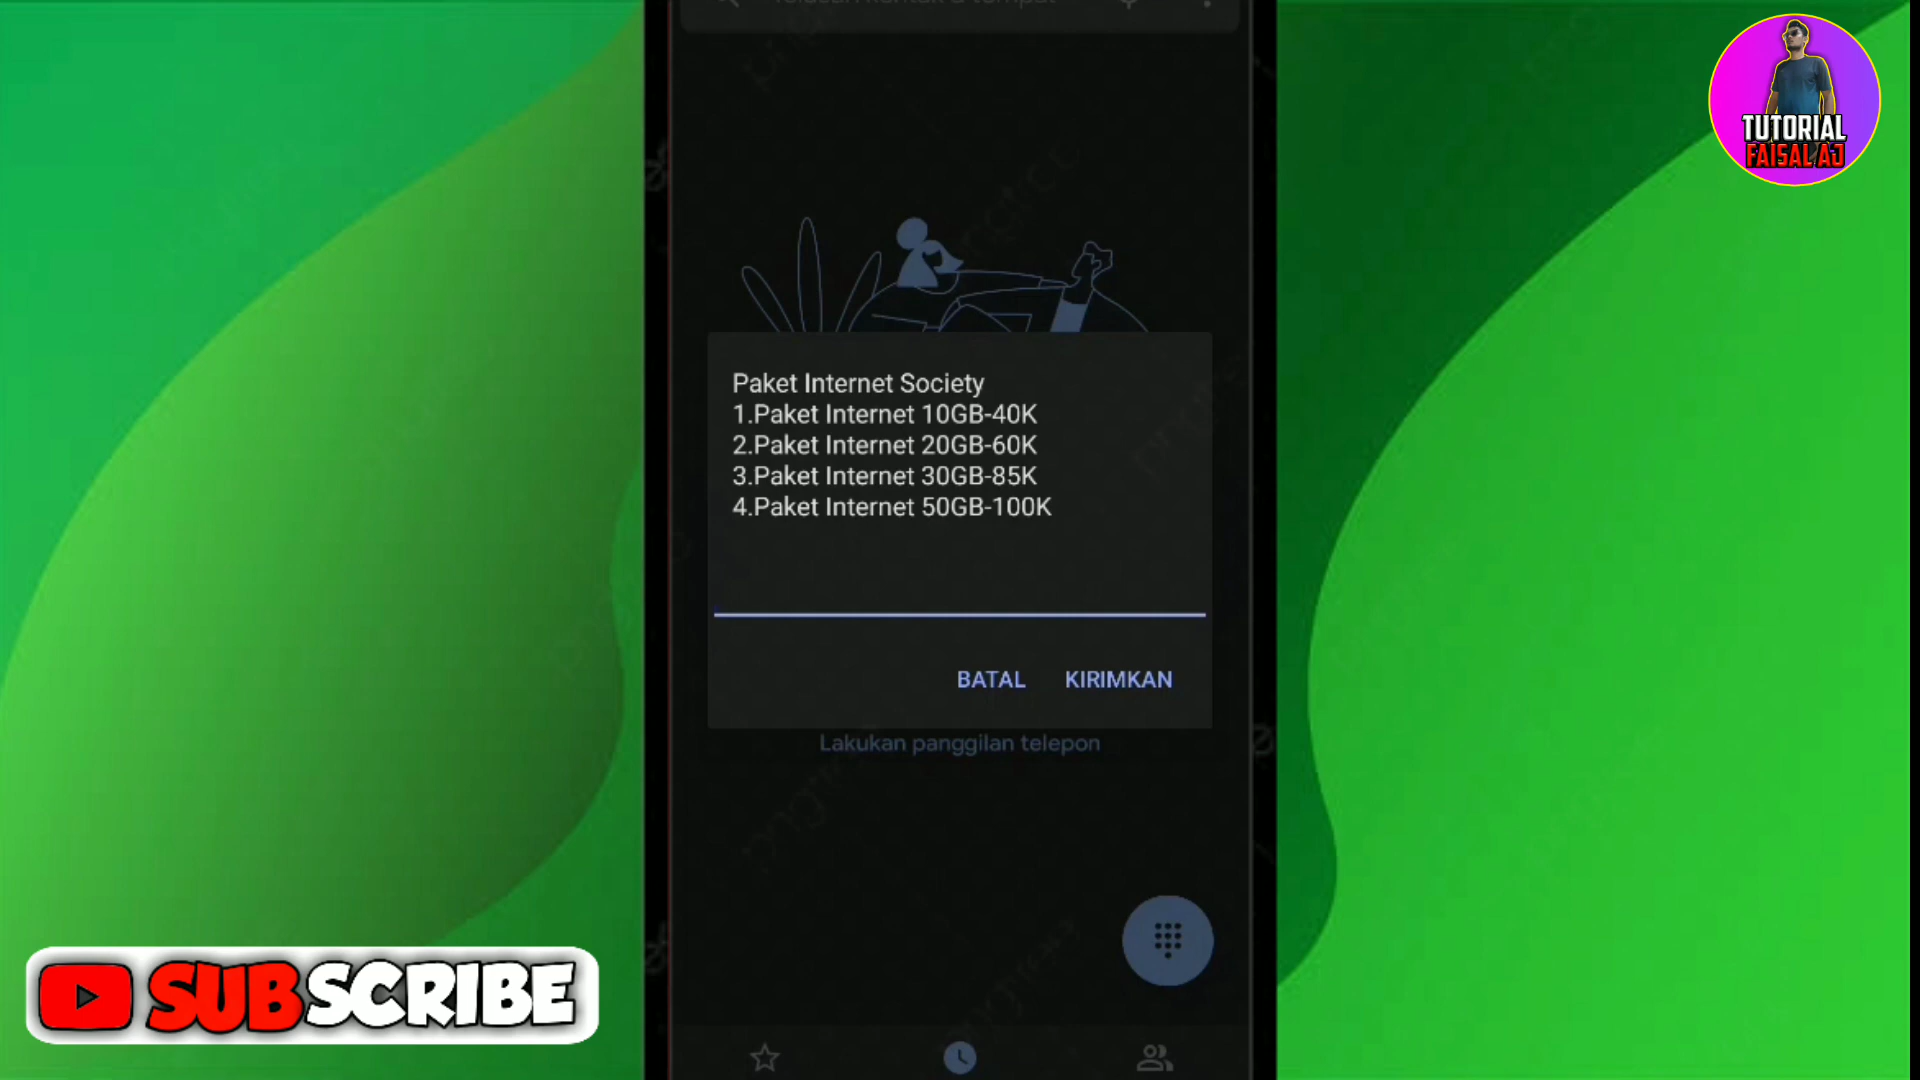 TUTORIAL
FAISAL AJ
Paket Internet Society
1.Paket Internet 10GB-40K
2.Paket Internet 20GB-60K
3.Paket Internet 30GB-85K
4.Paket Internet 50GB-100K
BATAL KIRIMKAN
Lakukan panggilan telepon
SUBSCRIBE